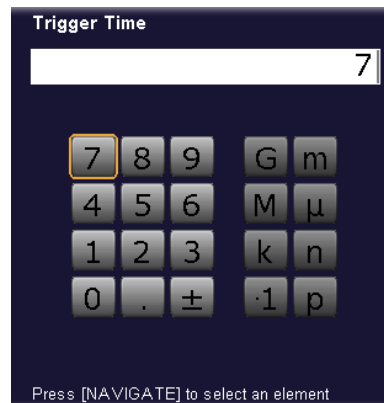 Trigger Time
7
7 8 9 G m
4 5 6 M µ
1 2 3 k n
0 . ± ·1 p
Press [NAVIGATE] to select an element